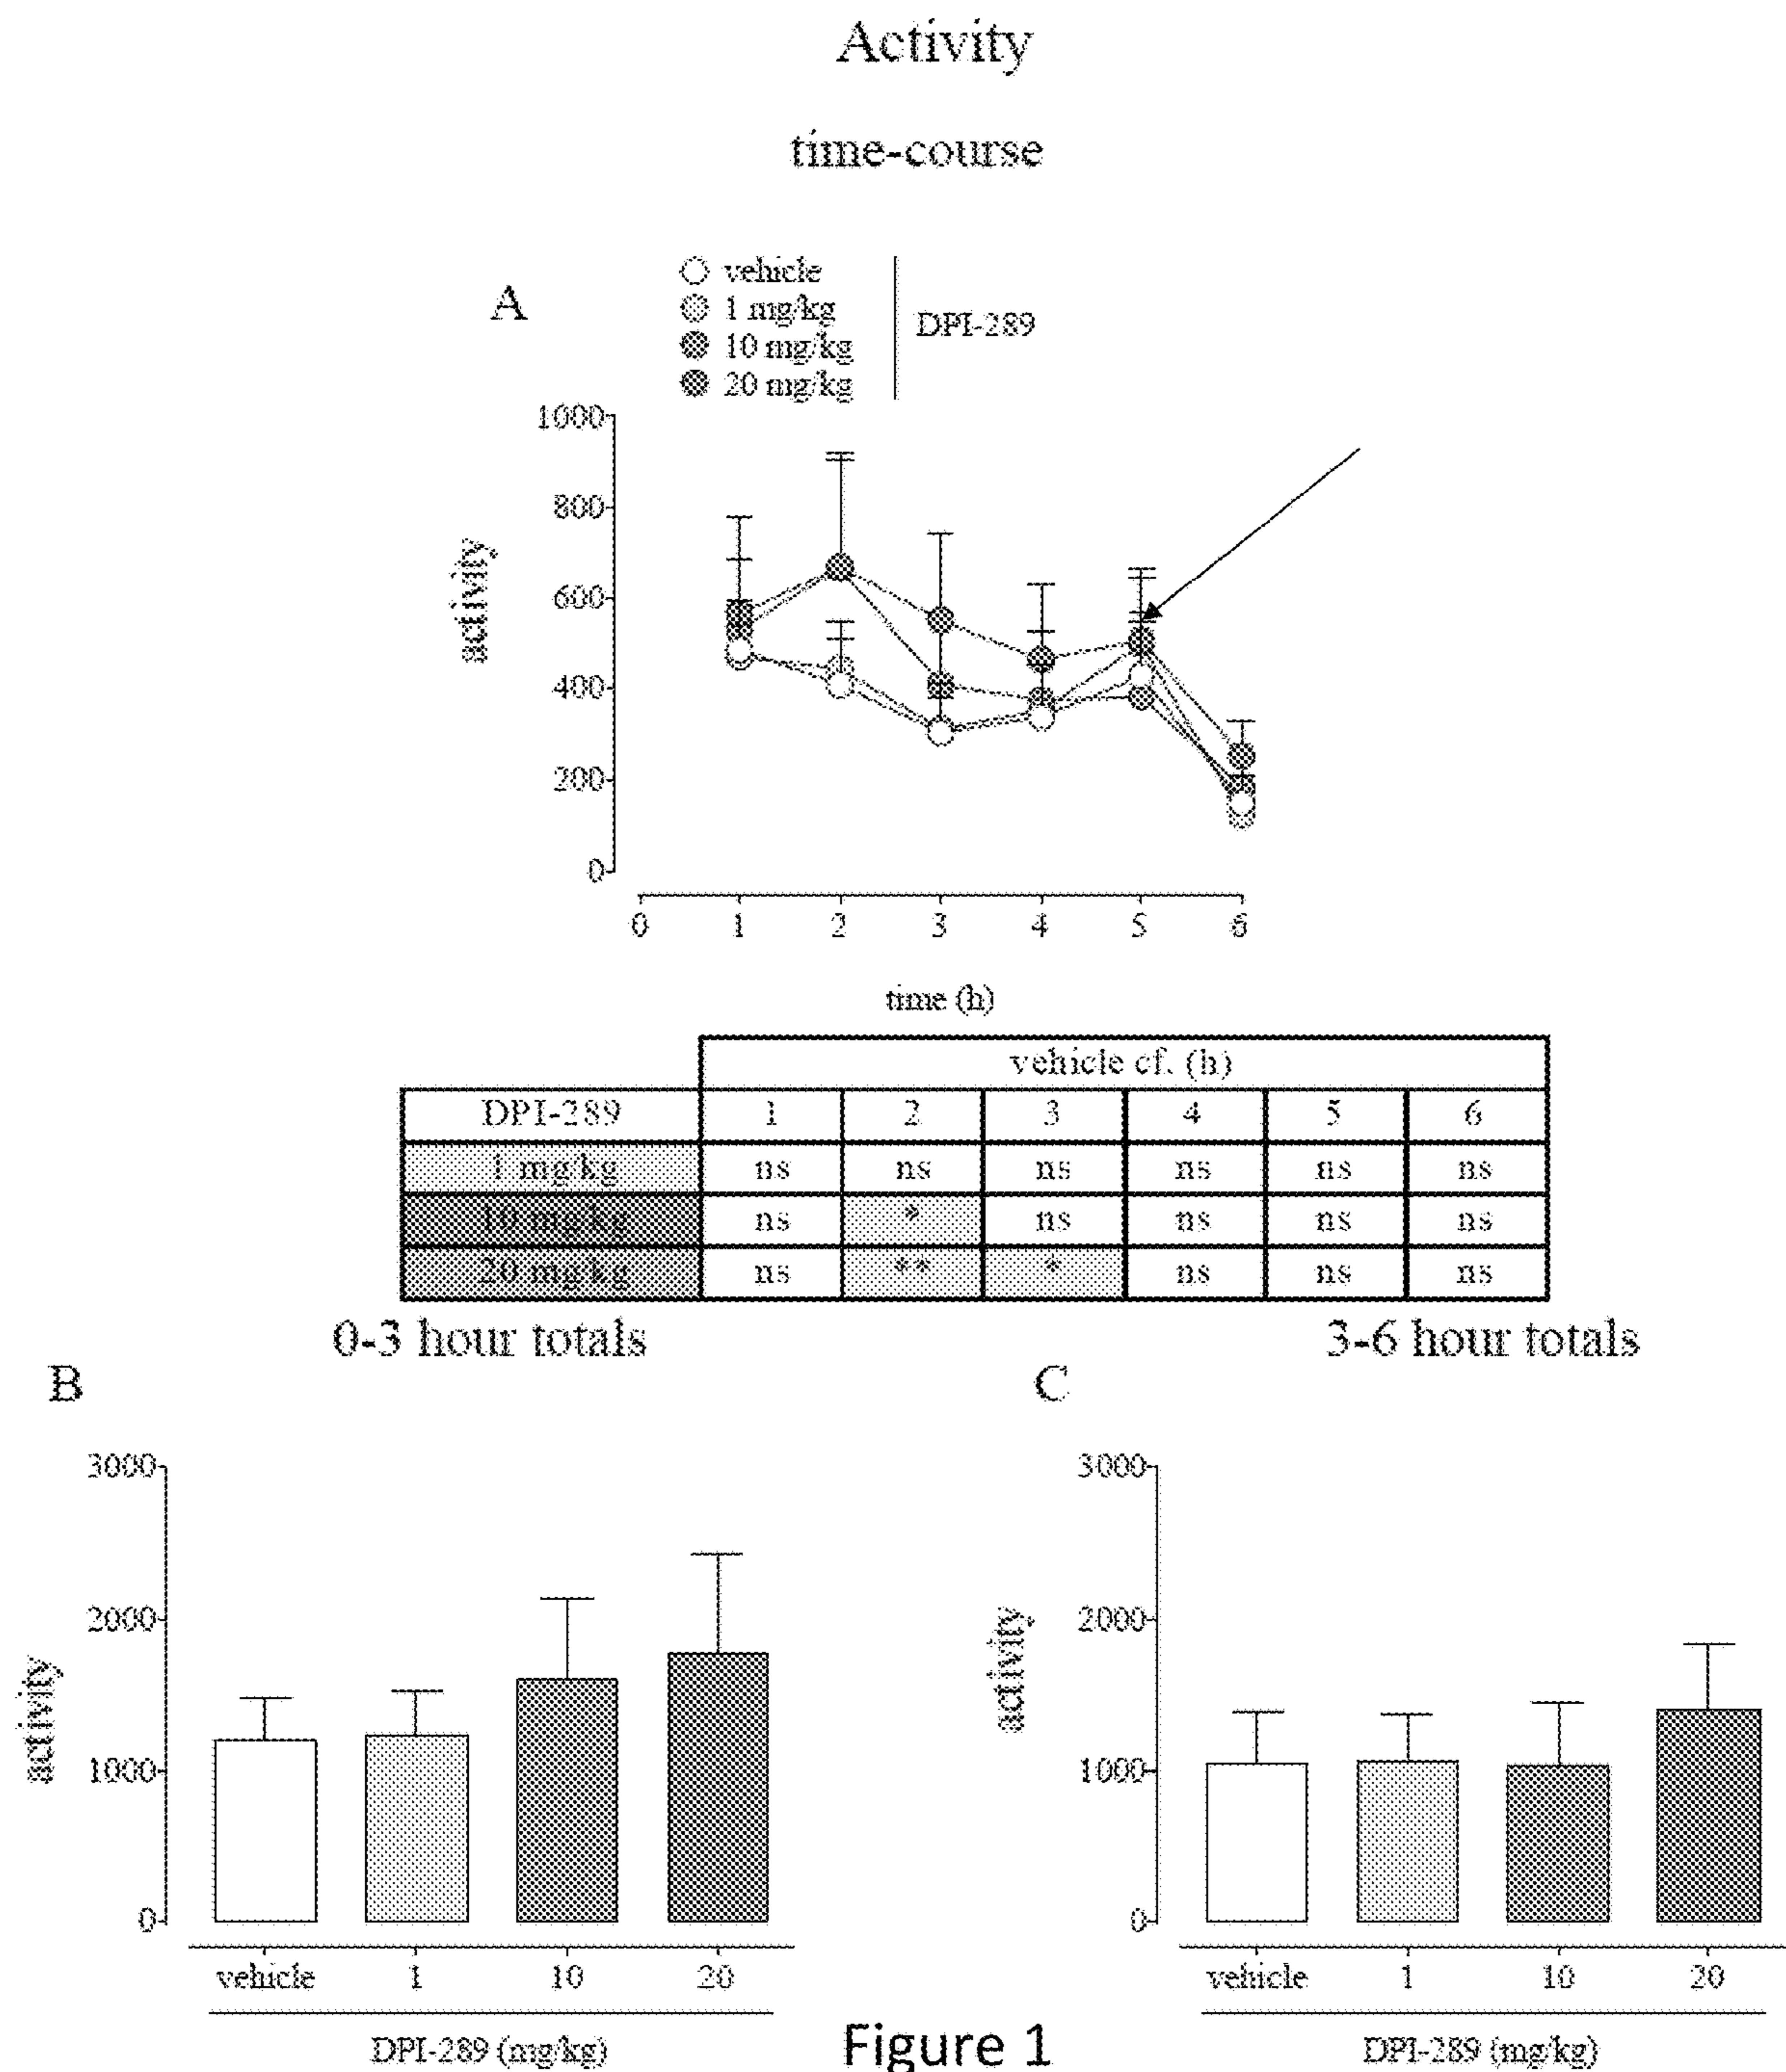 Activity
time-course
A
vehicle
1 mg/kg
10 mg/kg
20 mg/kg
DPI-289
1000
800
600
400
200
0
activity
0 1 2 3 4 5 6
time (h)
vehicle cf. (h)
DPI-289 1 2 3 4 5 6
1 mg/kg ns ns ns ns ns ns
10 mg/kg ns * ns ns ns ns
20 mg/kg ns ** * ns ns ns
0-3 hour totals
B
3000
2000
1000
0
activity
vehicle 1 10 20
DPI-289 (mg/kg)
3-6 hour totals
C
3000
2000
1000
0
activity
vehicle 1 10 20
DPI-289 (mg/kg)
Figure 1